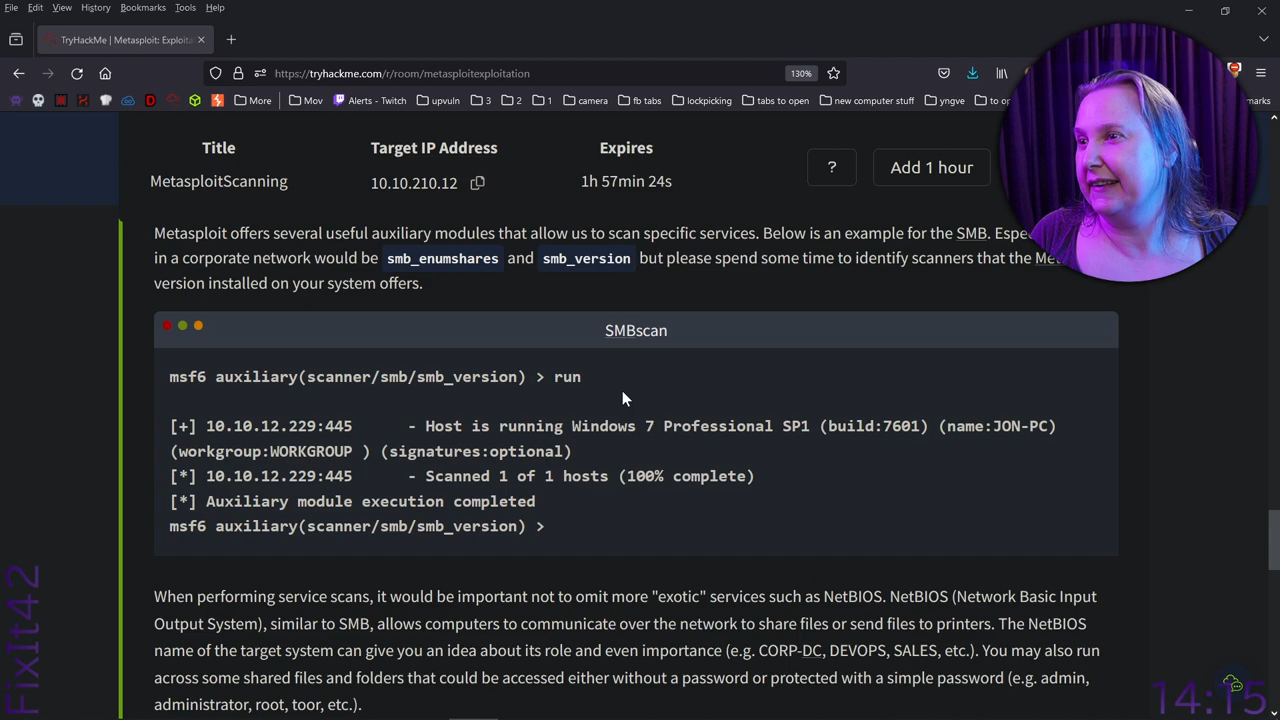 File Edit View History Bookmarks Tools Help
TryHackMe | Metasploit: Exploita
https://tryhackme.com/r/room/metasploitexploitation
130%
More
Mov
Alerts - Twitch
upvuln
3
2
1
camera
fb tabs
lockpicking
tabs to open
new computer stuff
yngve
to op
marks
Title
Target IP Address
Expires
MetasploitScanning
10.10.210.12
1h 57min 24s
?
Add 1 hour
Metasploit offers several useful auxiliary modules that allow us to scan specific services. Below is an example for the SMB. Espe
in a corporate network would be smb_enumshares and smb_version but please spend some time to identify scanners that the Me
version installed on your system offers.
SMBscan
msf6 auxiliary(scanner/smb/smb_version) > run
[+] 10.10.12.229:445 - Host is running Windows 7 Professional SP1 (build:7601) (name:JON-PC)
(workgroup:WORKGROUP ) (signatures:optional)
[*] 10.10.12.229:445 - Scanned 1 of 1 hosts (100% complete)
[*] Auxiliary module execution completed
msf6 auxiliary(scanner/smb/smb_version) >
When performing service scans, it would be important not to omit more "exotic" services such as NetBIOS. NetBIOS (Network Basic Input
Output System), similar to SMB, allows computers to communicate over the network to share files or send files to printers. The NetBIOS
name of the target system can give you an idea about its role and even importance (e.g. CORP-DC, DEVOPS, SALES, etc.). You may also run
across some shared files and folders that could be accessed either without a password or protected with a simple password (e.g. admin,
administrator, root, toor, etc.).
FixIt42
14:15